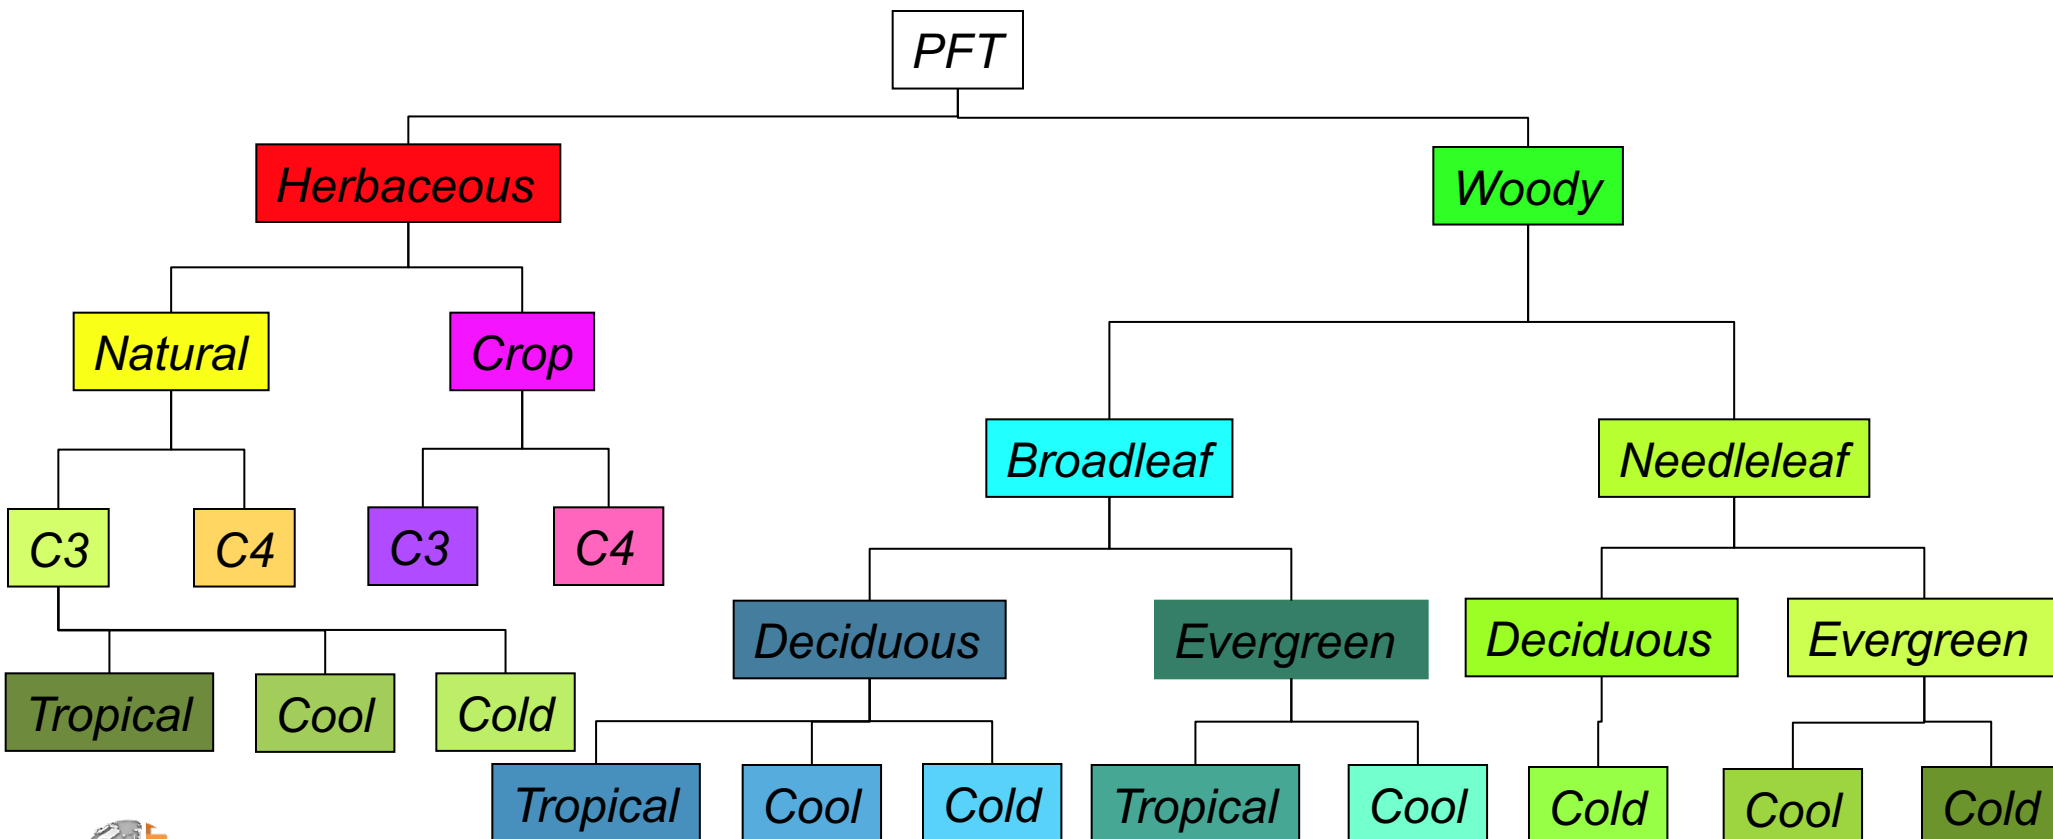 PFT
Herbaceous
Woody
Natural
Crop
Broadleaf
Needleleaf
C3
C4
C3
C4
Deciduous
Evergreen
Deciduous
Evergreen
Tropical
Cool
Cold
Tropical
Cool
Cold
Tropical
Cool
Cold
Cool
Cold